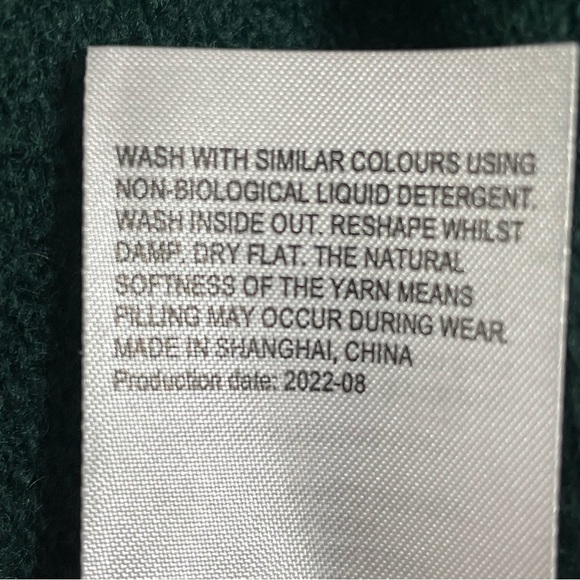 WASH WITH SIMILAR COLOURS USING
NON-BIOLOGICAL LIQUID DETERGENT.
WASH INSIDE OUT. RESHAPE WHILST
DAMP. DRY FLAT. THE NATURAL
SOFTNESS OF THE YARN MEANS
PILLING MAY OCCUR DURING WEAR
MADE IN SHANGHAI, CHINA
Production date: 2022-08